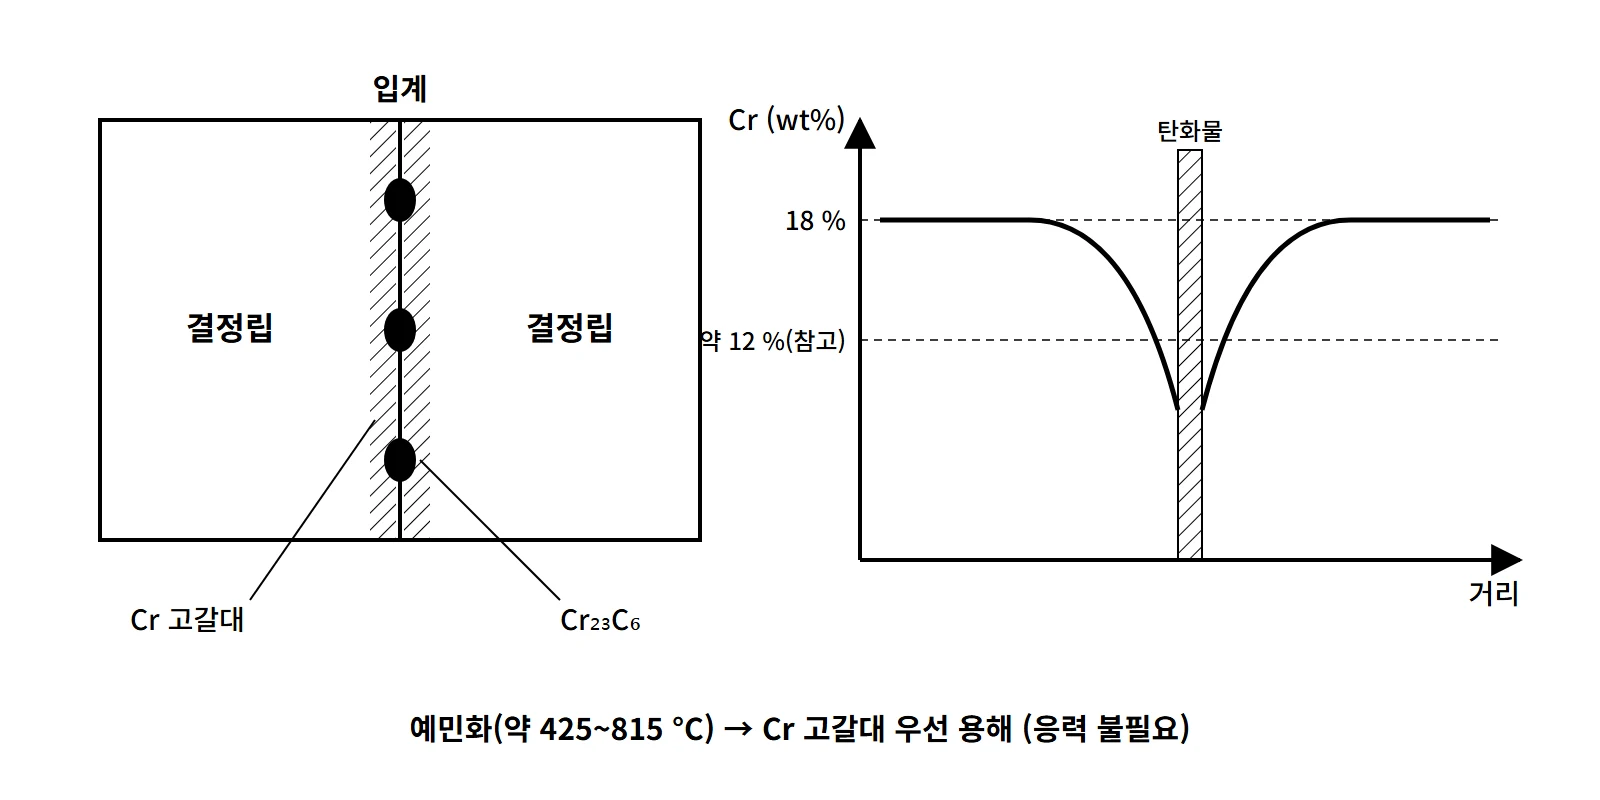 입계
결정립
결정립
Cr 고갈대
Cr₂₃C₆
Cr (wt%)
탄화물
18 %
약 12 %(참고)
거리
예민화(약 425~815 °C) → Cr 고갈대 우선 용해 (응력 불필요)